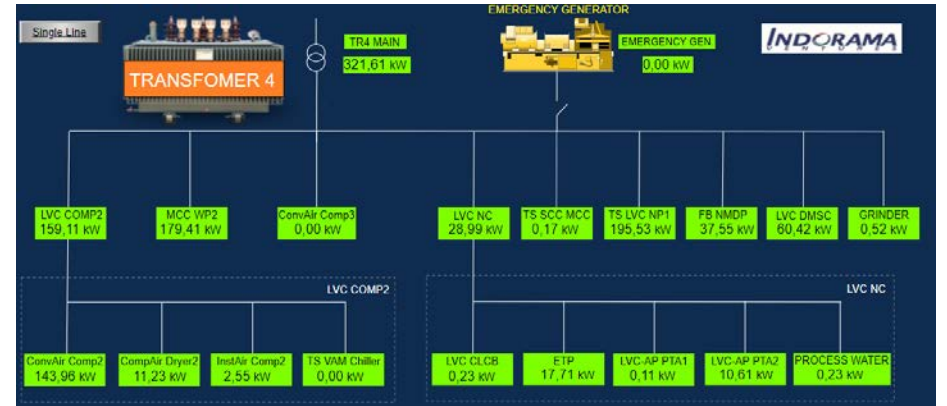 EMERGENCY GENERATOR
Single Line
TR4 MAIN
321,61 kW
EMERGENCY GEN
0,00 kW
INDORAMA
VENTURES
TRANSFOMER 4
LVC COMP2
159,11 kW
MCC WP2
179,41 kW
ConvAir Comp3
0,00 kW
LVC NC
28,99 kW
TS SCC MCC
0,17 kW
TS LVC NP1
195,53 kW
FB NMDP
37,55 kW
LVC DMSC
60,42 kW
GRINDER
0,52 kW
LVC COMP2
LVC NC
ConvAir Comp2
143,96 kW
CompAir Dryer2
11,23 kW
InstAir Comp2
2,55 kW
TS VAM Chiller
0,00 kW
LVC CLCB
0,23 kW
ETP
17,71 kW
LVC-AP PTA1
0,11 kW
LVC-AP PTA2
10,61 kW
PROCESS WATER
0,23 kW